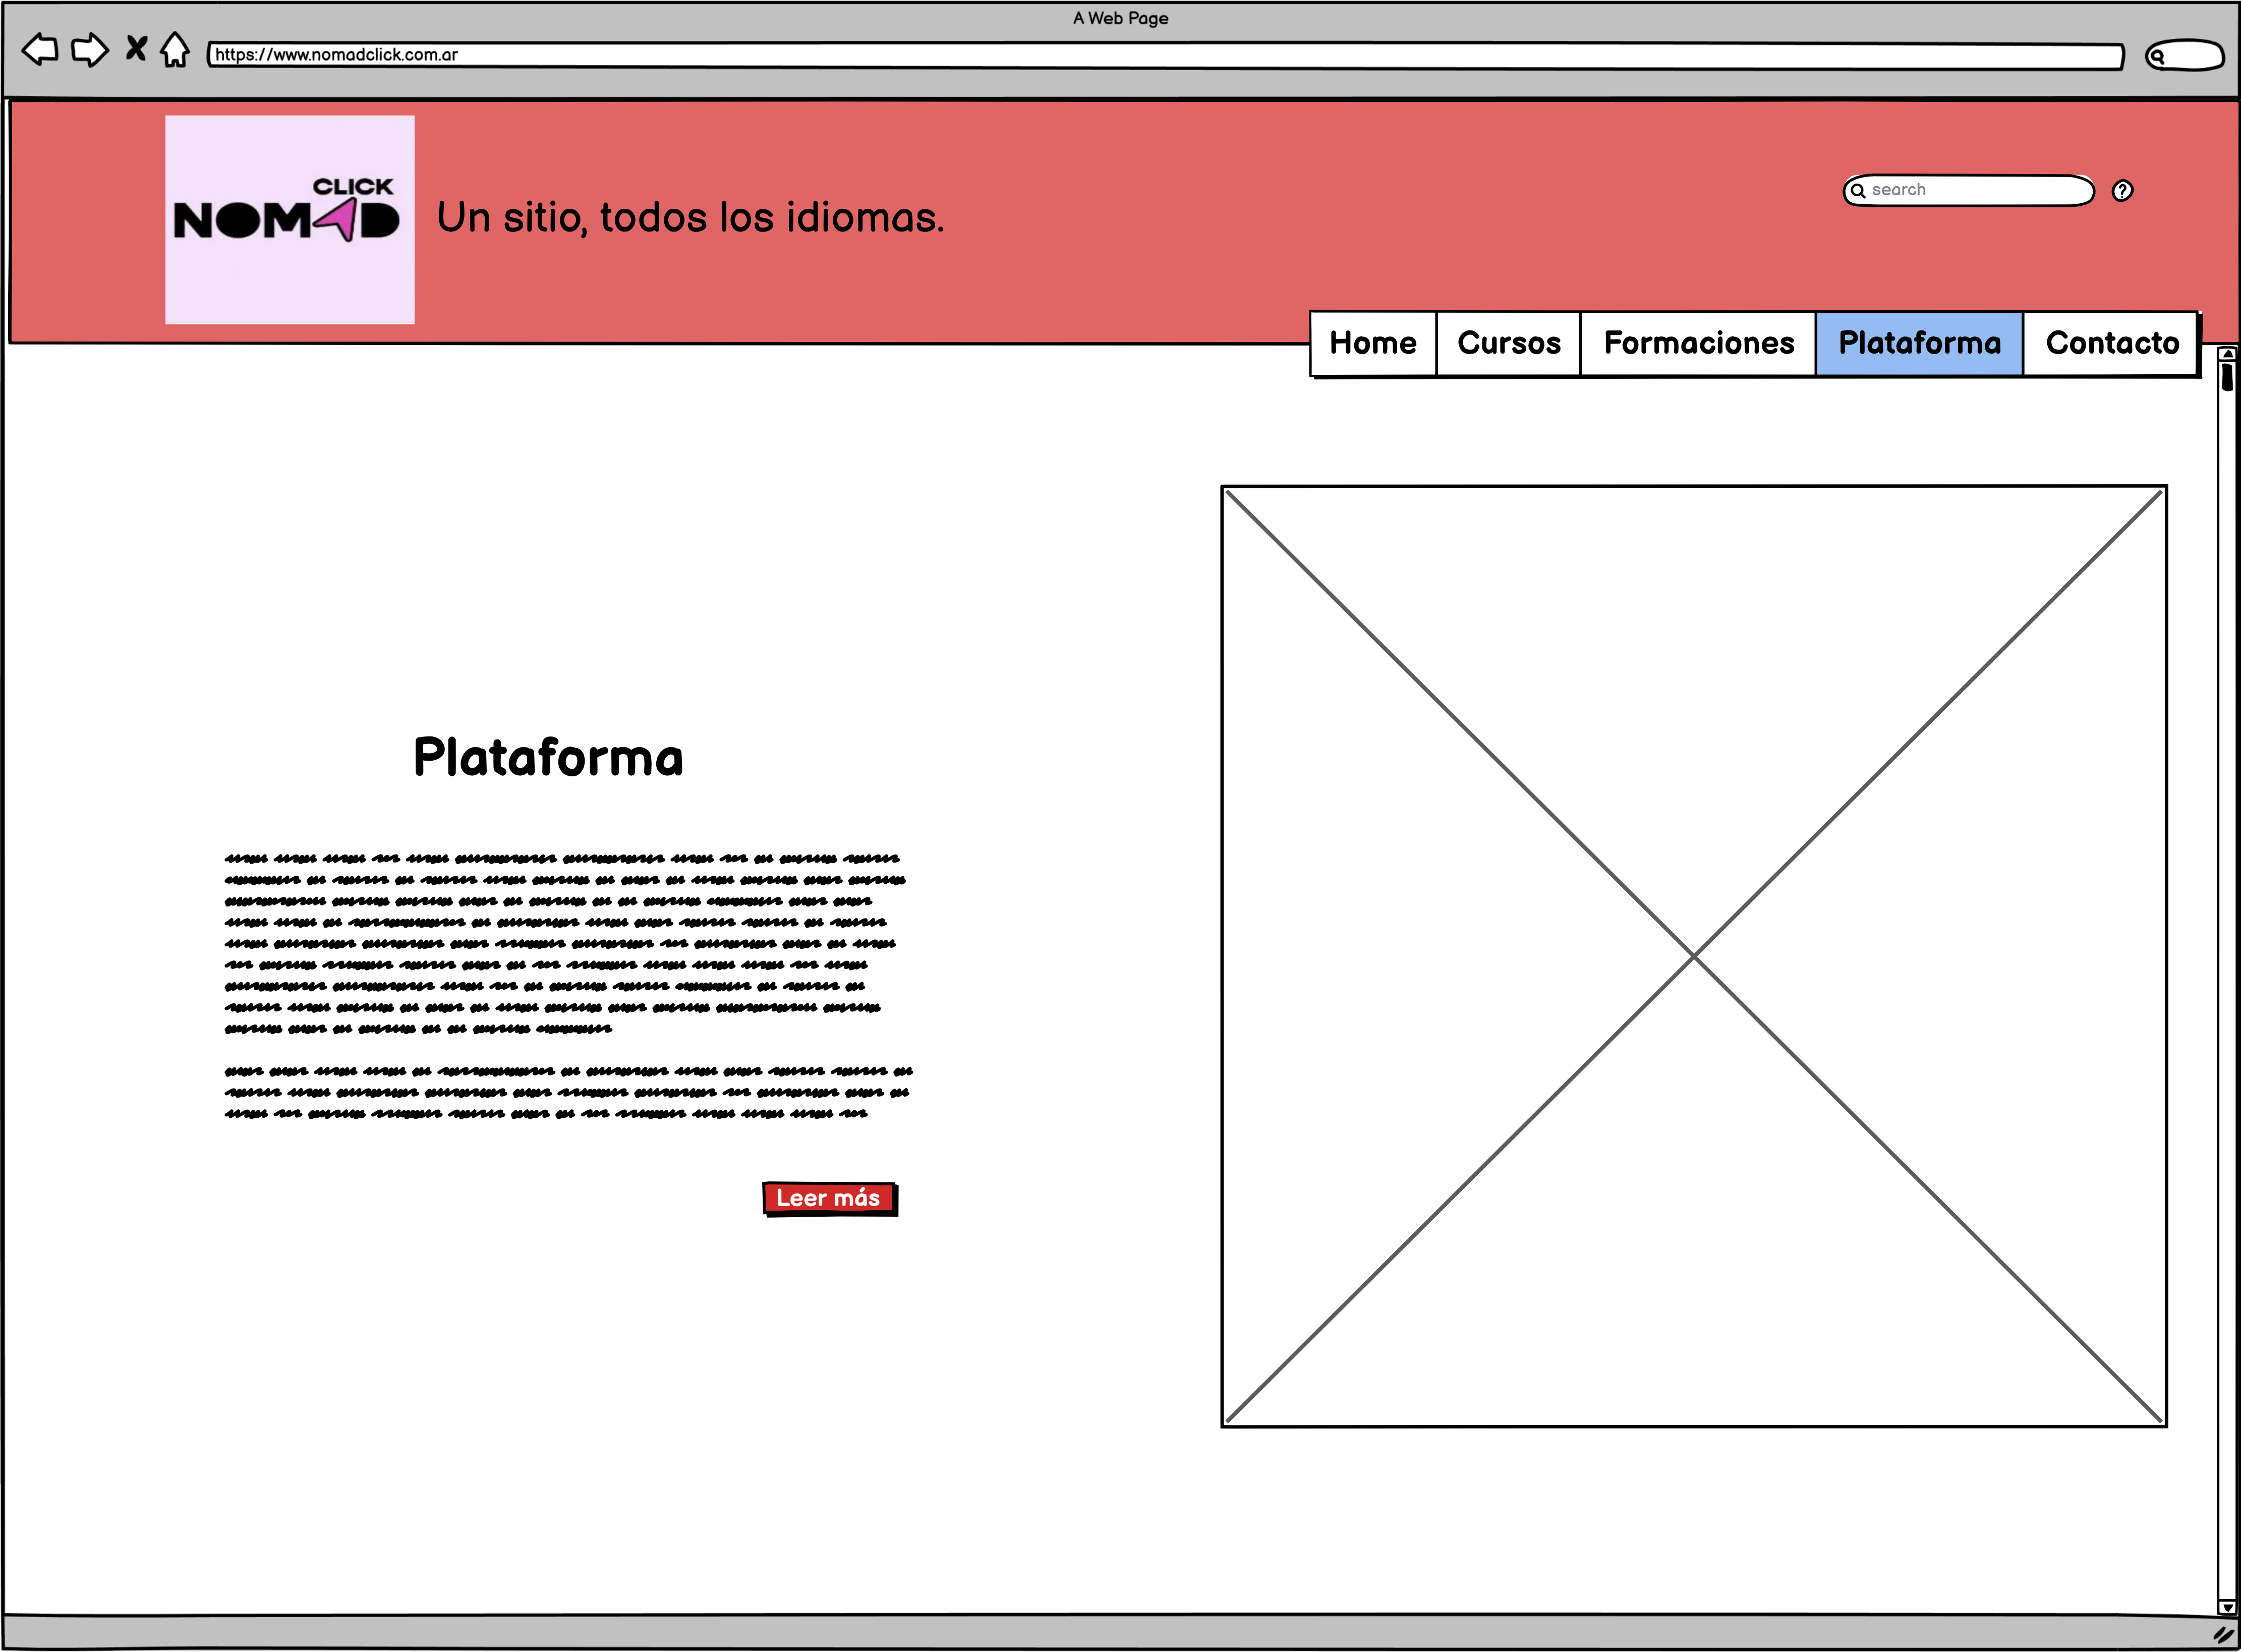 A Web Page
https://www.nomadclick.com.ar
CLICK
NOMAD
Un sitio, todos los idiomas.
search
?
Home Cursos Formaciones Plataforma Contacto
Plataforma
Leer más